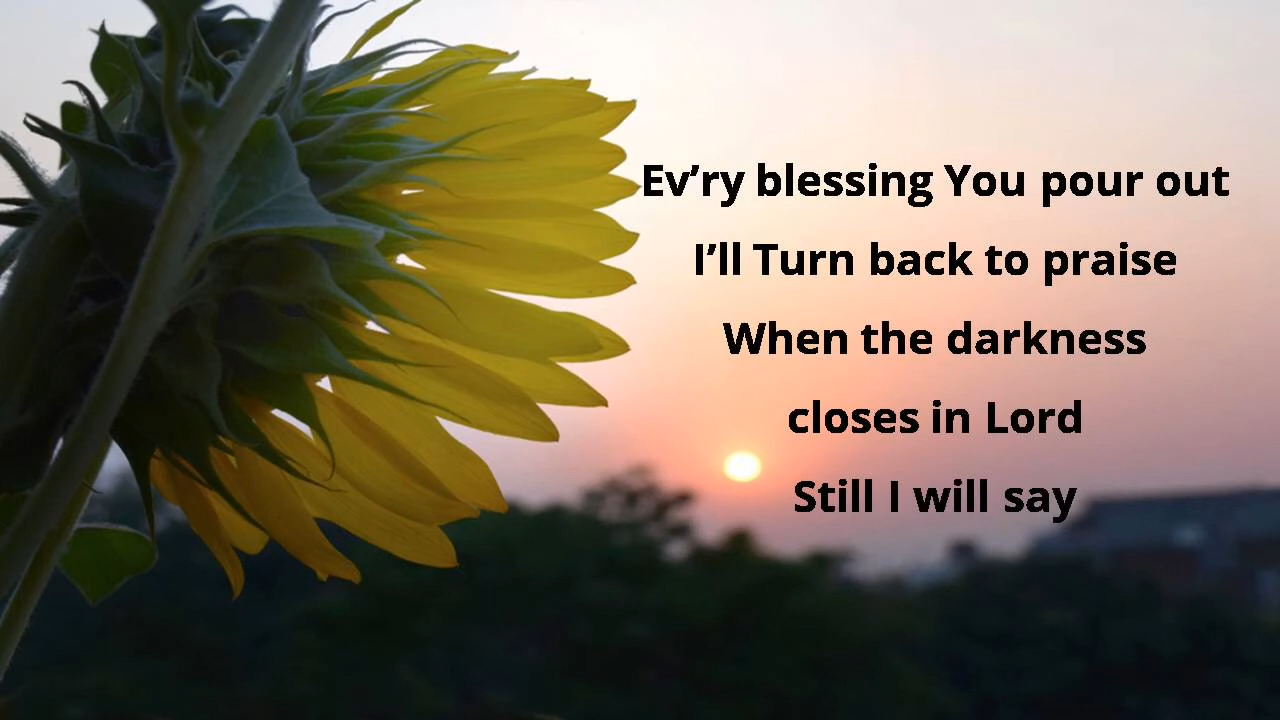 Ev’ry blessing You pour out
I’ll Turn back to praise
When the darkness
closes in Lord
Still I will say